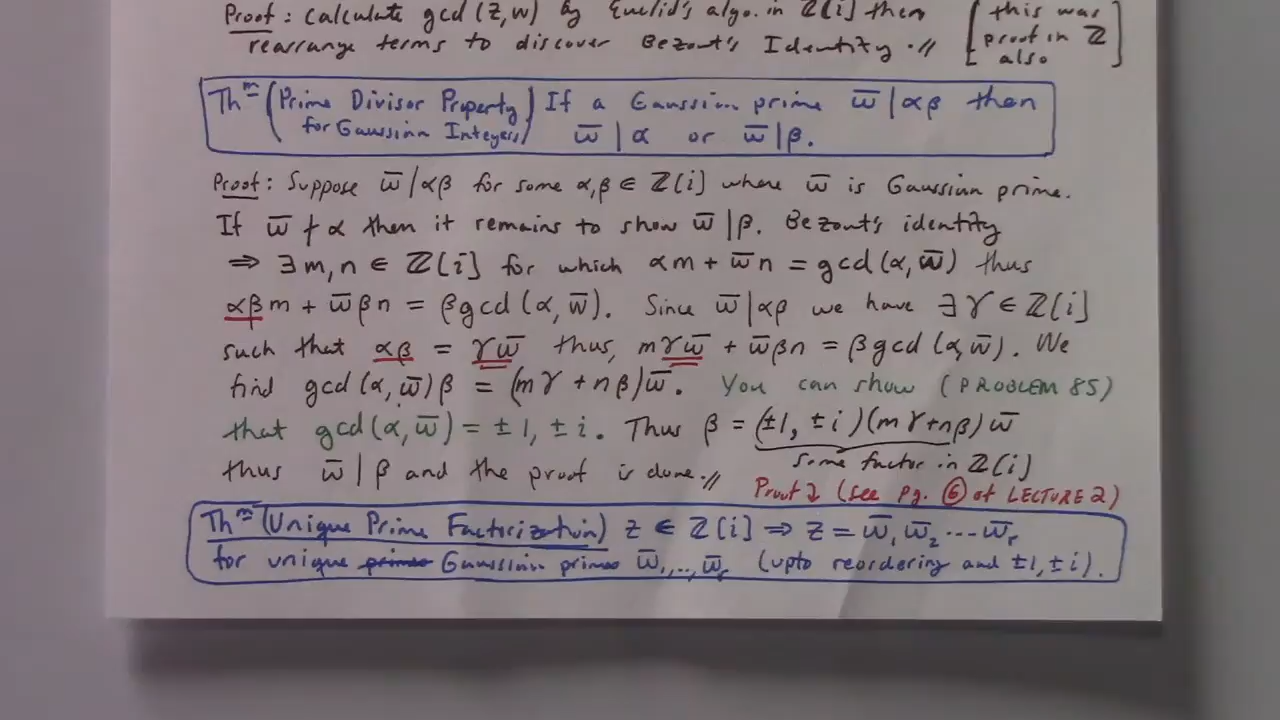 Proof: Calculate gcd(z,w) by Euclid's algo. in ℤ[i] then [this was
rearrange terms to discover Bezout's Identity.// proof in ℤ
also]
Thᵐ (Prime Divisor Property) If a Gaussian prime ϖ | αβ then
for Gaussian Integers) ϖ | α or ϖ | β.
Proof: Suppose ϖ | αβ for some α, β ∈ ℤ[i] where ϖ is Gaussian prime.
If ϖ ∤ α then it remains to show ϖ | β. Bezout's identity
⇒ ∃ m, n ∈ ℤ[i] for which αm + ϖn = gcd(α, ϖ) thus
αβm + ϖβn = βgcd(α, ϖ). Since ϖ | αβ we have ∃ γ ∈ ℤ[i]
such that αβ = γϖ thus, mγϖ + ϖβn = βgcd(α, ϖ). We
find gcd(α, ϖ)β = (mγ + nβ)ϖ. You can show (PROBLEM 85)
that gcd(α, ϖ) = ±1, ±i. Thus β = (±1, ±i)(mγ+nβ)ϖ
some factor in ℤ[i]
thus ϖ | β and the proof is done.//
Proof ↓ (see pg. ⑥ of LECTURE 2)
Thᵐ (Unique Prime Factorization) z ∈ ℤ[i] ⇒ z = ϖ₁ ϖ₂ ⋯ ϖᵣ
for unique Gaussian primes ϖ₁,..., ϖᵣ (upto reordering and ±1, ±i).